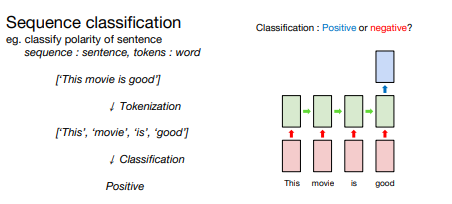 Sequence classification
eg. classify polarity of sentence
sequence : sentence, tokens : word
['This movie is good']
↓ Tokenization
['This', 'movie', 'is', 'good']
↓ Classification
Positive
Classification : Positive or negative?
This movie is good